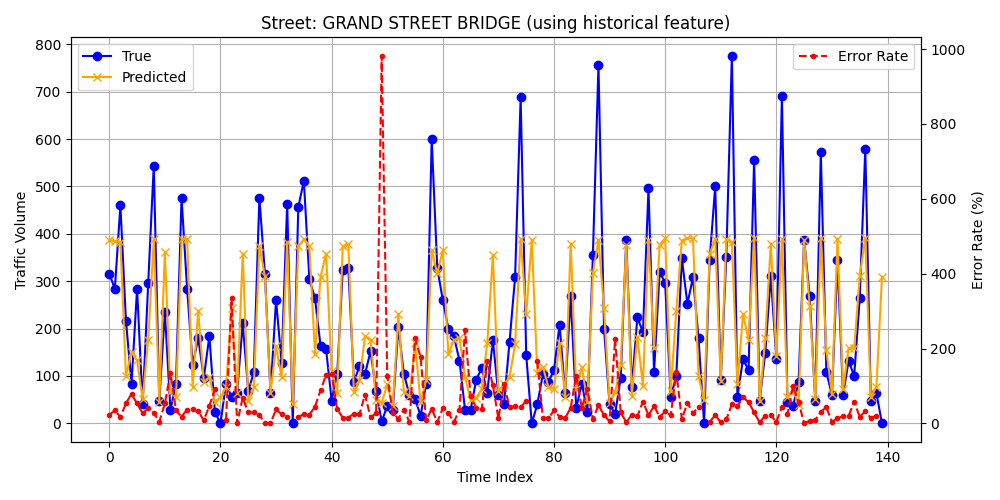 Street: GRAND STREET BRIDGE (using historical feature)
True
Predicted
Error Rate
Traffic Volume
800
700
600
500
400
300
200
100
0
1000
800
600
400
200
0
Error Rate (%)
0 20 40 60 80 100 120 140
Time Index